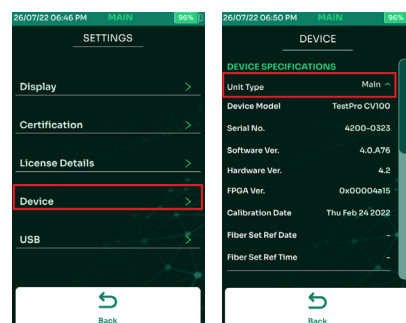 26/07/22 06:46 PM MAIN 96%
SETTINGS
Display >
Certification >
License Details >
Device >
USB >
Back
26/07/22 06:50 PM MAIN 96%
DEVICE
DEVICE SPECIFICATIONS
Unit Type Main
Device Model TestPro CV100
Serial No. 4200-0323
Software Ver. 4.0.A76
Hardware Ver. 4.2
FPGA Ver. 0x00004a15
Calibration Date Thu Feb 24 2022
Fiber Set Ref Date -
Fiber Set Ref Time -
Back